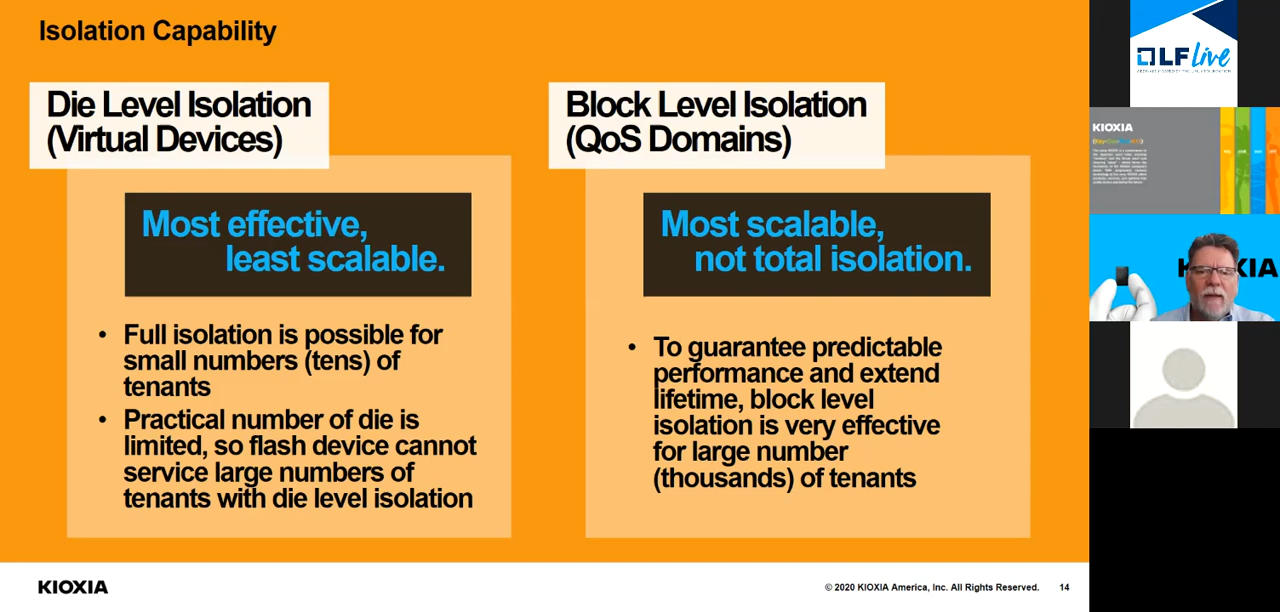 Isolation Capability
Die Level Isolation
(Virtual Devices)
Most effective,
least scalable.
• Full isolation is possible for
small numbers (tens) of
tenants
• Practical number of die is
limited, so flash device cannot
service large numbers of
tenants with die level isolation
Block Level Isolation
(QoS Domains)
Most scalable,
not total isolation.
• To guarantee predictable
performance and extend
lifetime, block level
isolation is very effective
for large number
(thousands) of tenants
KIOXIA
© 2020 KIOXIA America, Inc. All Rights Reserved.
14
LF Live
KIOXIA